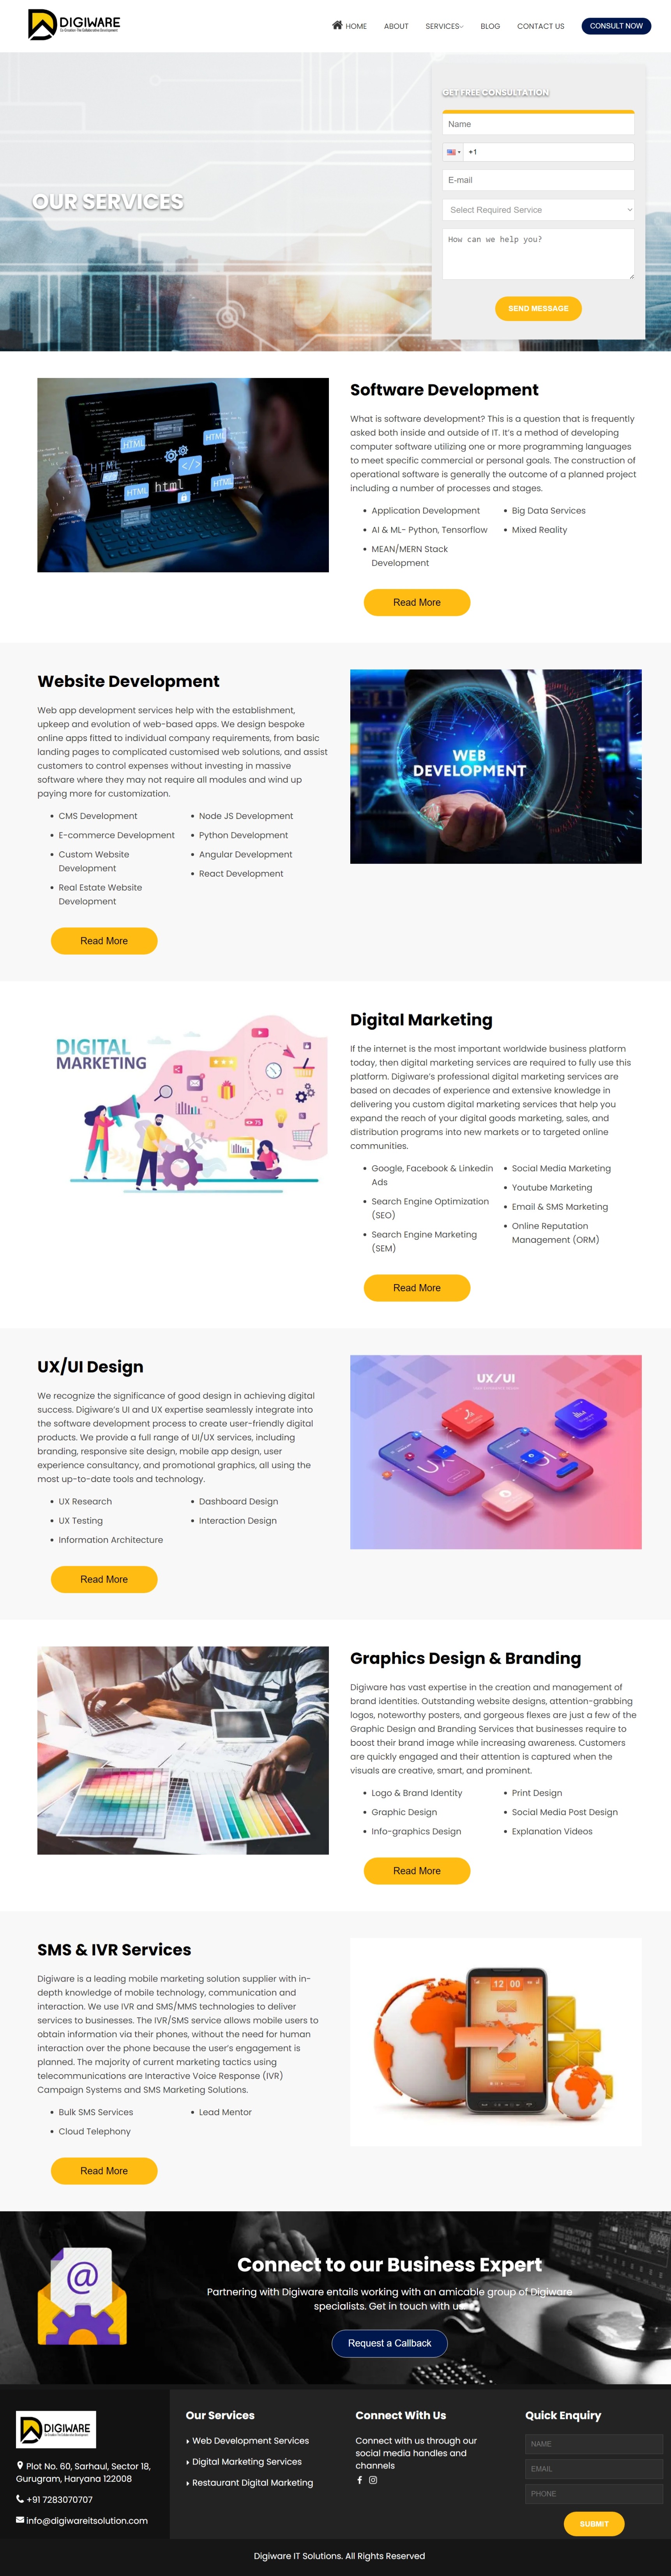 DIGIWARE
Co-Creation The Collaborative Development
HOME
ABOUT
SERVICES
BLOG
CONTACT US
CONSULT NOW
OUR SERVICES
GET FREE CONSULTATION
Name
+1
E-mail
Select Required Service
How can we help you?
SEND MESSAGE
HTML
HTML
HTML
HTML
HTML
html
</>
Software Development
What is software development? This is a question that is frequently
asked both inside and outside of IT. It's a method of developing
computer software utilizing one or more programming languages
to meet specific commercial or personal goals. The construction of
operational software is generally the outcome of a planned project
including a number of processes and stages.
• Application Development
• AI & ML- Python, Tensorflow
• MEAN/MERN Stack
Development
• Big Data Services
• Mixed Reality
Read More
Website Development
Web app development services help with the establishment,
upkeep and evolution of web-based apps. We design bespoke
online apps fitted to individual company requirements, from basic
landing pages to complicated customised web solutions, and assist
customers to control expenses without investing in massive
software where they may not require all modules and wind up
paying more for customization.
• CMS Development
• E-commerce Development
• Custom Website
Development
• Real Estate Website
Development
• Node JS Development
• Python Development
• Angular Development
• React Development
Read More
WEB
DEVELOPMENT
DIGITAL
MARKETING
75
Digital Marketing
If the internet is the most important worldwide business platform
today, then digital marketing services are required to fully use this
platform. Digiware's professional digital marketing services are
based on decades of experience and extensive knowledge in
delivering you custom digital marketing services that help you
expand the reach of your digital goods marketing, sales, and
distribution programs into new markets or to targeted online
communities.
• Google, Facebook & Linkedin
Ads
• Search Engine Optimization
(SEO)
• Search Engine Marketing
(SEM)
• Social Media Marketing
• Youtube Marketing
• Email & SMS Marketing
• Online Reputation
Management (ORM)
Read More
UX/UI Design
We recognize the significance of good design in achieving digital
success. Digiware's UI and UX expertise seamlessly integrate into
the software development process to create user-friendly digital
products. We provide a full range of UI/UX services, including
branding, responsive site design, mobile app design, user
experience consultancy, and promotional graphics, all using the
most up-to-date tools and technology.
• UX Research
• UX Testing
• Information Architecture
• Dashboard Design
• Interaction Design
Read More
UX/UI
UX
UI
Graphics Design & Branding
Digiware has vast expertise in the creation and management of
brand identities. Outstanding website designs, attention-grabbing
logos, noteworthy posters, and gorgeous flexes are just a few of the
Graphic Design and Branding Services that businesses require to
boost their brand image while increasing awareness. Customers
are quickly engaged and their attention is captured when the
visuals are creative, smart, and prominent.
• Logo & Brand Identity
• Graphic Design
• Info-graphics Design
• Print Design
• Social Media Post Design
• Explanation Videos
Read More
SMS & IVR Services
Digiware is a leading mobile marketing solution supplier with in-
depth knowledge of mobile technology, communication and
interaction. We use IVR and SMS/MMS technologies to deliver
services to businesses. The IVR/SMS service allows mobile users to
obtain information via their phones, without the need for human
interaction over the phone because the user's engagement is
planned. The majority of current marketing tactics using
telecommunications are Interactive Voice Response (IVR)
Campaign Systems and SMS Marketing Solutions.
• Bulk SMS Services
• Cloud Telephony
• Lead Mentor
Read More
12 00
@
Connect to our Business Expert
Partnering with Digiware entails working with an amicable group of Digiware
specialists. Get in touch with us
Request a Callback
DIGIWARE
Plot No. 60, Sarhaul, Sector 18,
Gurugram, Haryana 122008
+91 7283070707
info@digiwareitsolution.com
Our Services
Web Development Services
Digital Marketing Services
Restaurant Digital Marketing
Connect With Us
Connect with us through our
social media handles and
channels
Quick Enquiry
NAME
EMAIL
PHONE
SUBMIT
Digiware IT Solutions. All Rights Reserved